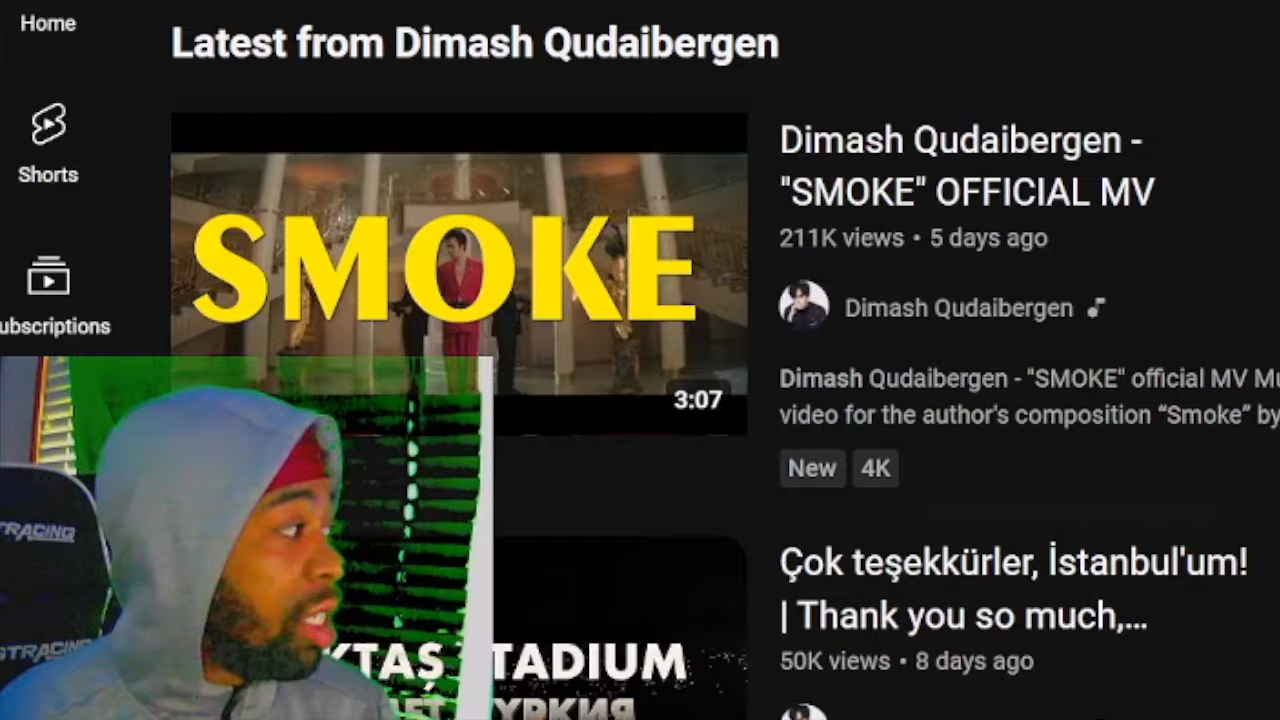 Home
Latest from Dimash Qudaibergen
Shorts
ubscriptions
SMOKE
3:07
Dimash Qudaibergen -
"SMOKE" OFFICIAL MV
211K views • 5 days ago
Dimash Qudaibergen
Dimash Qudaibergen - "SMOKE" official MV Mu
video for the author's composition “Smoke” by
New 4K
Çok teşekkürler, İstanbul'um!
| Thank you so much,...
50K views • 8 days ago
KTAŞ TADIUM
TRACING
TRACING